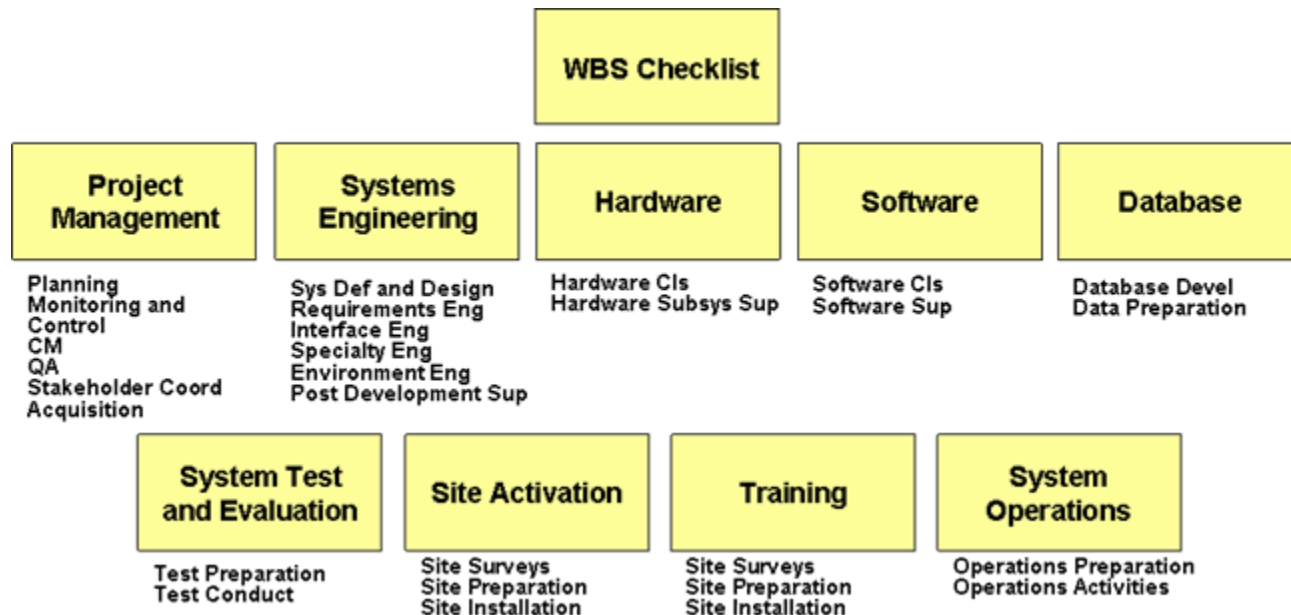 WBS Checklist
Project
Management
Systems
Engineering
Hardware
Software
Database
Planning
Monitoring and
Control
CM
QA
Stakeholder Coord
Acquisition
Sys Def and Design
Requirements Eng
Interface Eng
Specialty Eng
Environment Eng
Post Development Sup
Hardware CIs
Hardware Subsys Sup
Software CIs
Software Sup
Database Devel
Data Preparation
System Test
and Evaluation
Site Activation
Training
System
Operations
Test Preparation
Test Conduct
Site Surveys
Site Preparation
Site Installation
Site Surveys
Site Preparation
Site Installation
Operations Preparation
Operations Activities